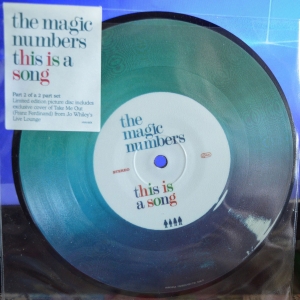 the magic
numbers
this is a
song
Part 2 of a 2 part set
Limited edition picture disc includes
exclusive cover of Take Me Out
(Franz Ferdinand) from Jo Whiley's
Live Lounge
the
magic
numbers
STEREO
this is
a song